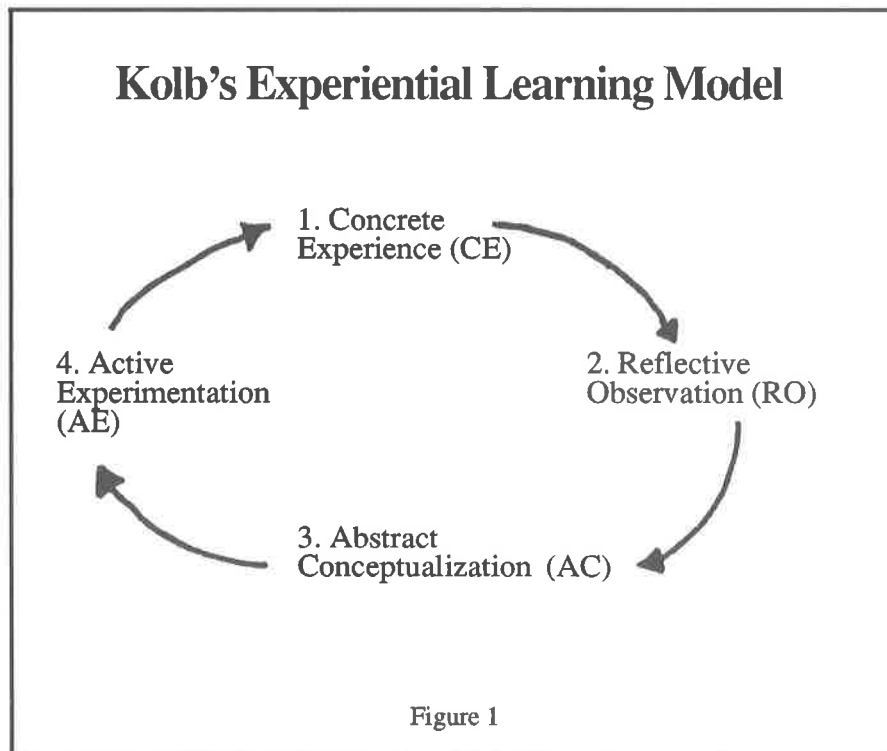 Kolb's Experiential Learning Model
1. Concrete
Experience (CE)
2. Reflective
Observation (RO)
3. Abstract
Conceptualization (AC)
4. Active
Experimentation
(AE)
Figure 1